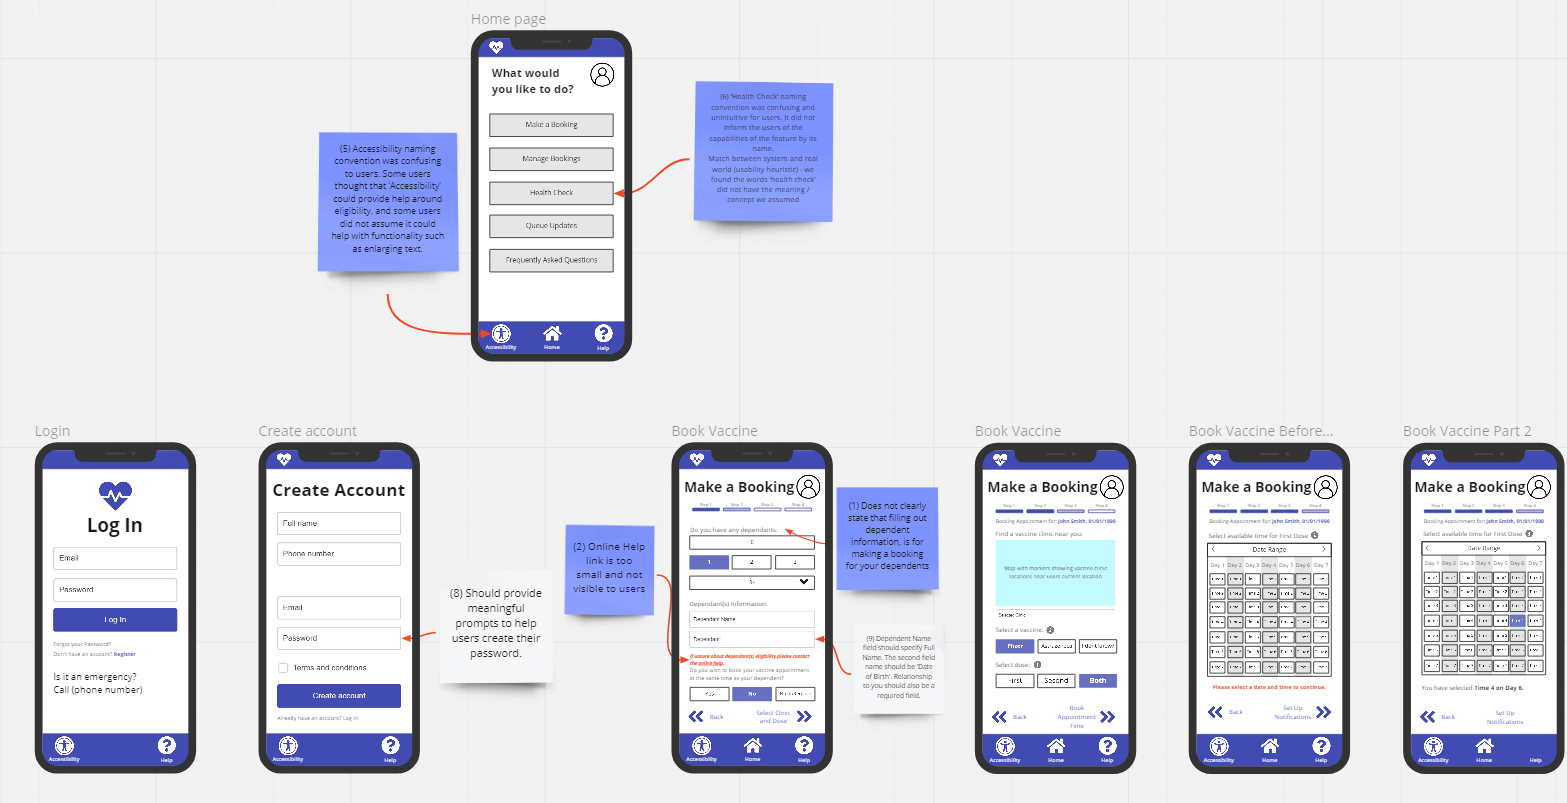 Home page
What would
you like to do?
Make a Booking
Manage Bookings
Health Check
Queue Updates
Frequently Asked Questions
Accessibility
Home
Help
(5) Accessibility naming
convention was confusing
to users. Some users
thought that 'Accessibility'
could provide help around
eligibility, and some users
did not assume it could
help with functionality such
as enlarging text.
(6) 'Health Check' naming
convention was confusing and
unintuitive for users. It did not
inform the users of the
capabilities of the feature by its
name.
Match between system and real
world (usability heuristic) - we
found the words 'health check'
did not have the meaning /
concept we assumed
Login
Log In
Email
Password
Log In
Forgot your Password?
Don't have an account? Register
Is it an emergency?
Call (phone number)
Accessibility
Help
Create account
Create Account
Full name
Phone number
Email
Password
Terms and conditions
Create account
Already have an account? Log in
Accessibility
Help
(8) Should provide
meaningful
prompts to help
users create their
password.
(2) Online Help
link is too
small and not
visible to users
Book Vaccine
Make a Booking
Step 1 Step 2 Step 3 Step 4
Do you have any dependants:
0
1 2 3
3+
Dependant(s) Information:
Dependant Name
Dependant
If unsure about dependant(s) eligibility please contact
the online help.
Do you wish to book your vaccine appointment
at the same time as your dependent?
Yes No No preference
Back
Select Clinic
and Dose
Accessibility
Home
Help
(1) Does not clearly
state that filling out
dependent
information, is for
making a booking
for your dependents
(9) Dependent Name
field should specify Full
Name. The second field
name should be 'Date
of Birth'. Relationship
to you should also be a
required field.
Book Vaccine
Make a Booking
Step 1 Step 2 Step 3 Step 4
Booking Appointment for: John Smith, 01/01/1998
Find a vaccine clinic near you:
Map with markers showing vaccine clinic
locations near users current location
Select Clinic
Select a vaccine:
Pfizer Astrazeneca I dont know?
Select dose:
First Second Both
Back
Book
Appointment
Time
Accessibility
Home
Help
Book Vaccine Before...
Make a Booking
Step 1 Step 2 Step 3 Step 4
Booking Appointment for: John Smith, 01/01/1998
Select available time for First Dose
Date Range
Day 1 Day 2 Day 3 Day 4 Day 5 Day 6 Day 7
Please select a date and time to continue.
Back
Set Up
Notifications
Accessibility
Home
Help
Book Vaccine Part 2
Make a Booking
Step 1 Step 2 Step 3 Step 4
Booking Appointment for: John Smith, 01/01/1998
Select available time for First Dose
Date Range
Day 1 Day 2 Day 3 Day 4 Day 5 Day 6 Day 7
You have selected Time 4 on Day 6.
Back
Set Up
Notifications
Accessibility
Home
Help